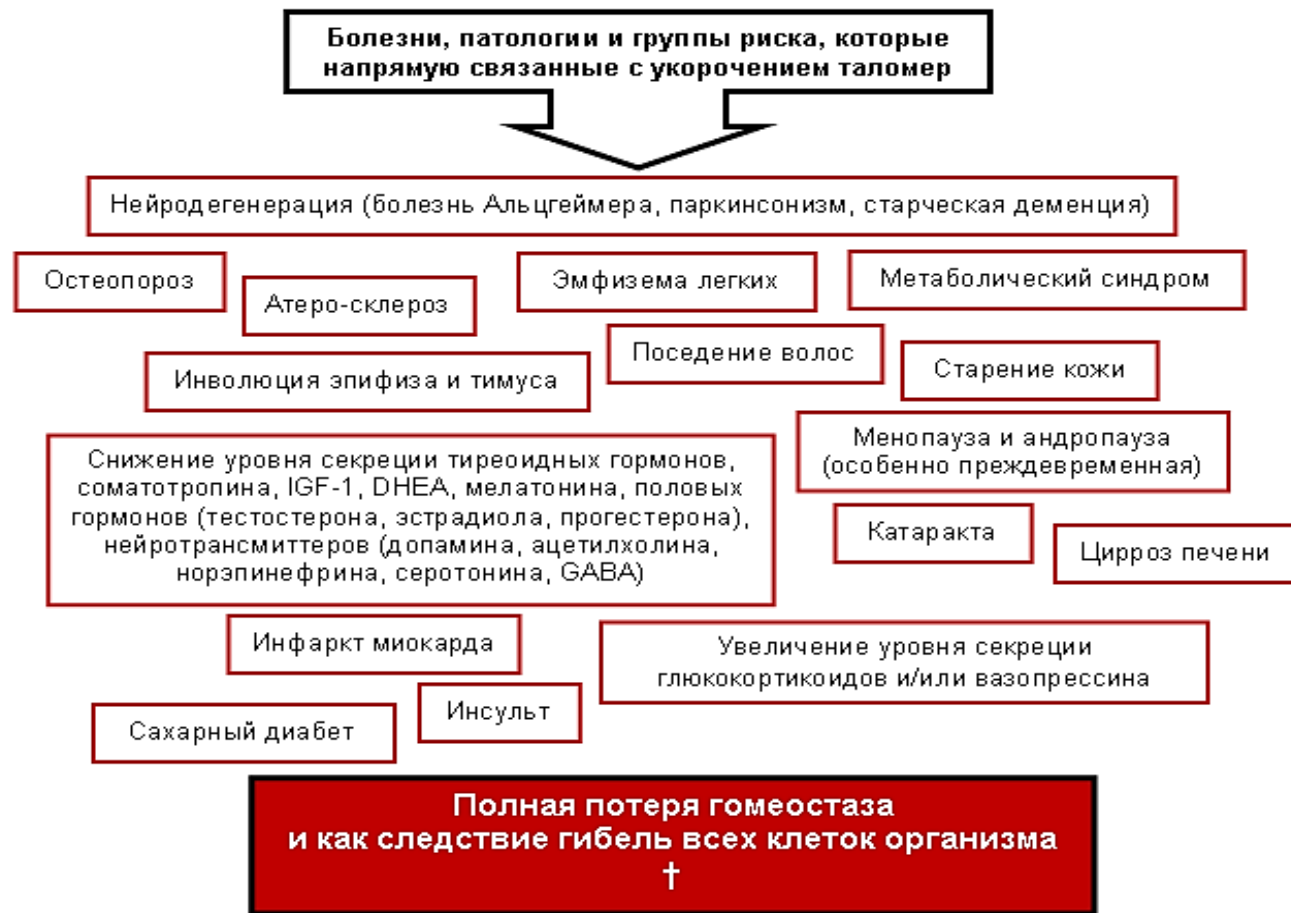 Болезни, патологии и группы риска, которые
напрямую связанные с укорочением таломер
Нейродегенерация (болезнь Альцгеймера, паркинсонизм, старческая деменция)
Остеопороз
Атеро-склероз
Эмфизема легких
Метаболический синдром
Инволюция эпифиза и тимуса
Поседение волос
Старение кожи
Снижение уровня секреции тиреоидных гормонов,
соматотропина, IGF-1, DHEA, мелатонина, половых
гормонов (тестостерона, эстрадиола, прогестерона),
нейротрансмиттеров (допамина, ацетилхолина,
норэпинефрина, серотонина, GABA)
Менопауза и андропауза
(особенно преждевременная)
Катаракта
Цирроз печени
Инфаркт миокарда
Увеличение уровня секреции
глюкокортикоидов и/или вазопрессина
Инсульт
Сахарный диабет
Полная потеря гомеостаза
и как следствие гибель всех клеток организма
†